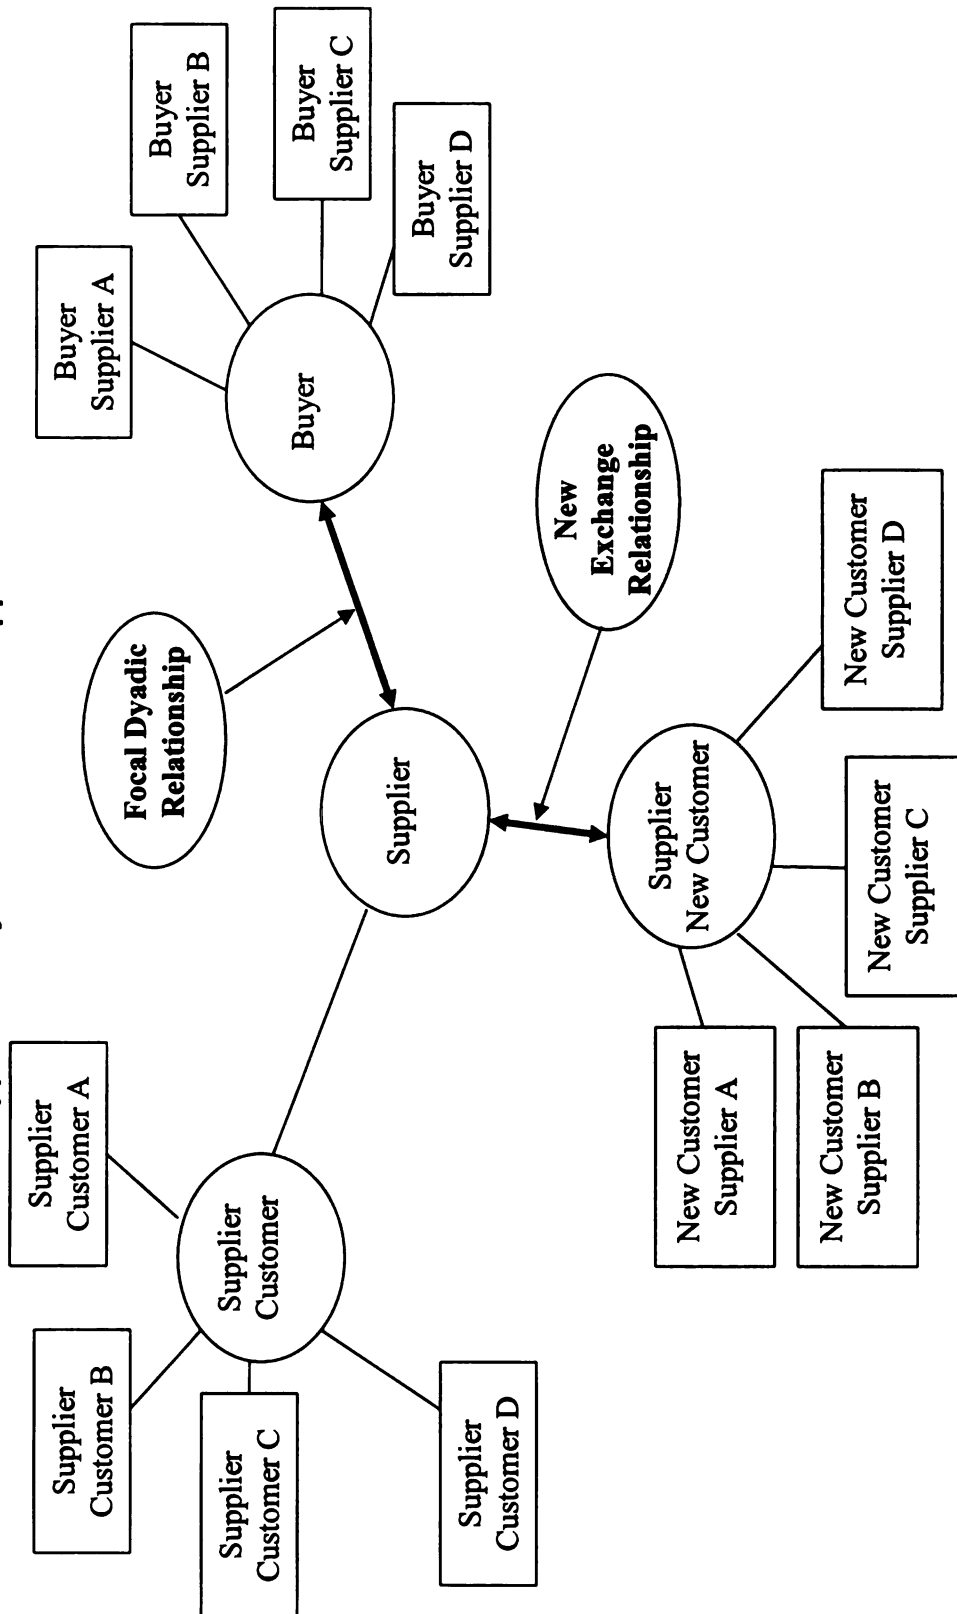 Supplier
Customer A
Supplier
Customer B
Buyer
Supplier A
Focal Dyadic
Relationship
Buyer
Supplier B
Supplier
Customer C
Supplier
Customer
Buyer
Buyer
Supplier C
Supplier
Buyer
Supplier D
Supplier
Customer D
New
Exchange
Relationship
Supplier
New Customer
New Customer
Supplier A
New Customer
Supplier B
New Customer
Supplier C
New Customer
Supplier D